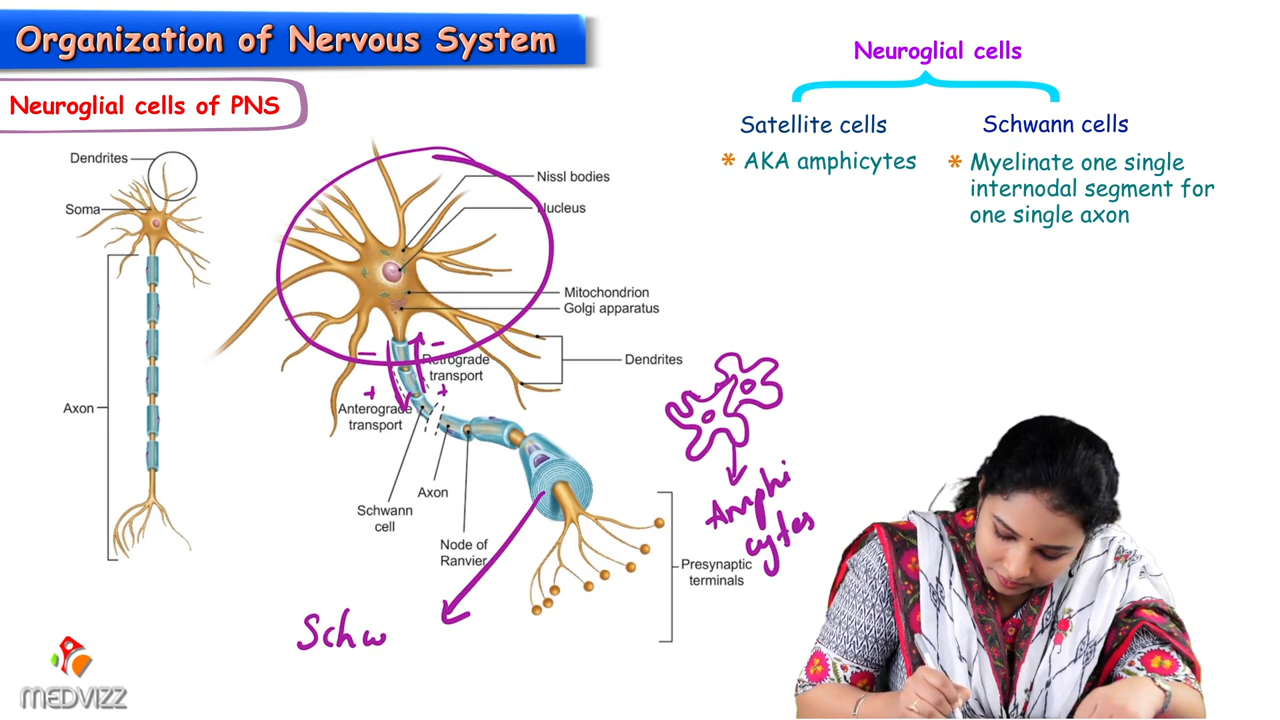 Organization of Nervous System
Neuroglial cells of PNS
Neuroglial cells
Satellite cells
* AKA amphicytes
Schwann cells
* Myelinate one single
internodal segment for
one single axon
Dendrites
Soma
Axon
Nissl bodies
Nucleus
Mitochondrion
Golgi apparatus
Dendrites
Retrograde
transport
Anterograde
transport
Schwann
cell
Axon
Node of
Ranvier
Presynaptic
terminals
Amphi
cytes
Schw
MEDVIZZ